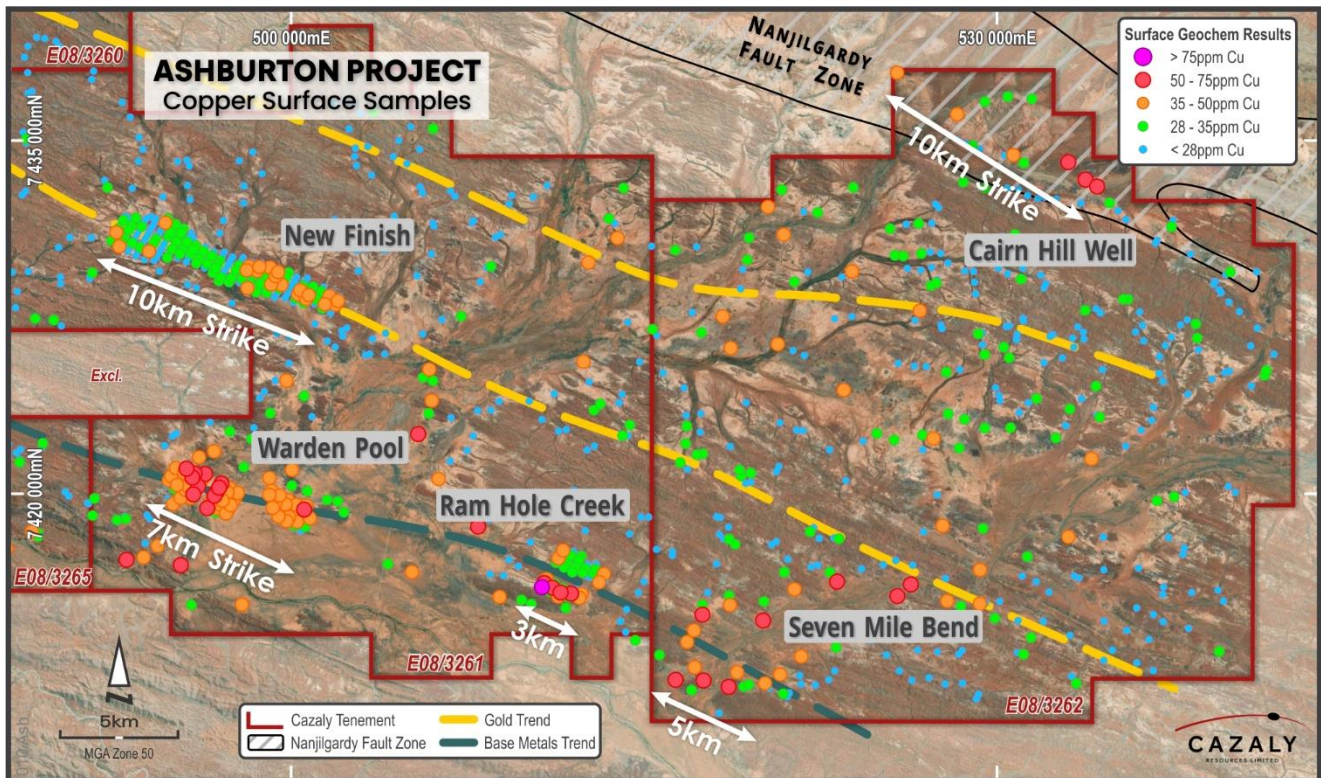 E08/3260
500 000mE
530 000mE
ASHBURTON PROJECT
Copper Surface Samples
NANJILGARDY
FAULT ZONE
Surface Geochem Results
> 75ppm Cu
50 - 75ppm Cu
35 - 50ppm Cu
28 - 35ppm Cu
< 28ppm Cu
7 435 000mN
10km Strike
New Finish
Cairn Hill Well
10km Strike
Excl.
Warden Pool
Ram Hole Creek
7 420 000mN
7km Strike
E08/3265
3km
Seven Mile Bend
E08/3261
E08/3262
5km
N
5km
MGA Zone 50
Cazaly Tenement
Gold Trend
Nanjilgardy Fault Zone
Base Metals Trend
CAZALY
RESOURCES LIMITED